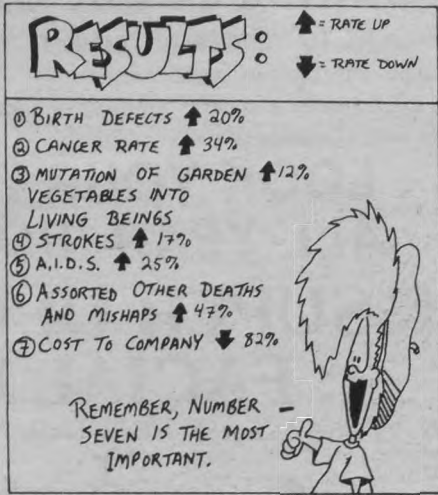 RESULTS:
⬆ = RATE UP
⬇ = RATE DOWN
① BIRTH DEFECTS ⬆ 20%
② CANCER RATE ⬆ 34%
③ MUTATION OF GARDEN ⬆ 12%
VEGETABLES INTO
LIVING BEINGS
④ STROKES ⬆ 17%
⑤ A.I.D.S. ⬆ 25%
⑥ ASSORTED OTHER DEATHS
AND MISHAPS ⬆ 47%
⑦ COST TO COMPANY ⬇ 82%
REMEMBER, NUMBER
SEVEN IS THE MOST
IMPORTANT.